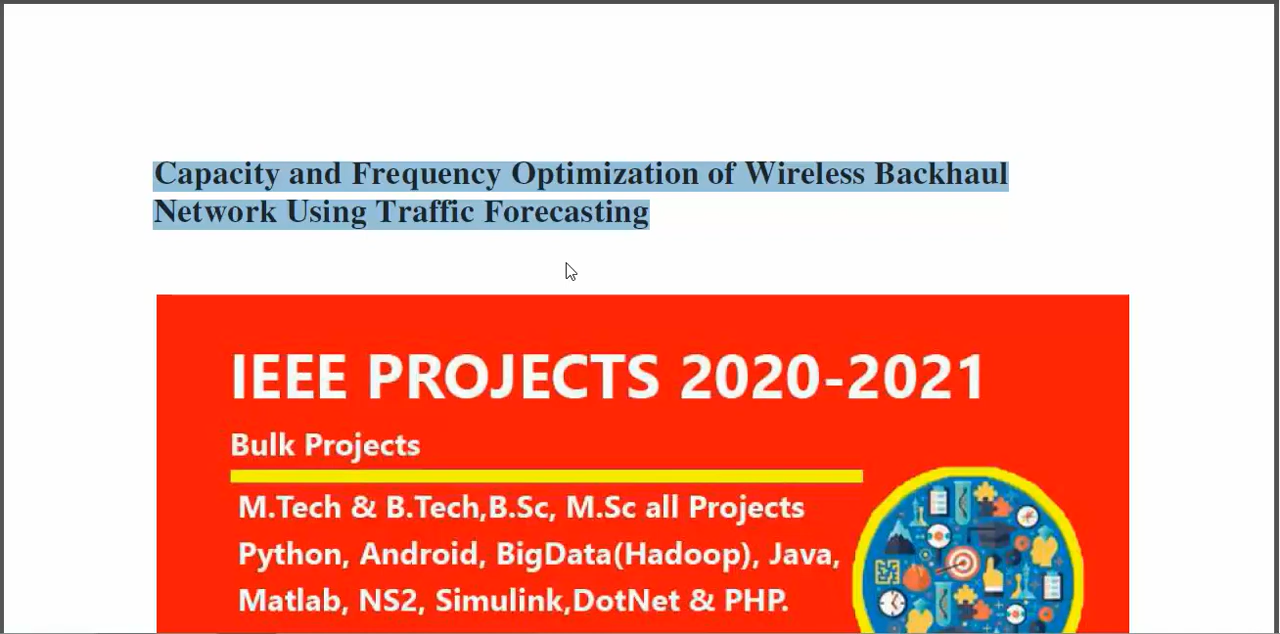 Capacity and Frequency Optimization of Wireless Backhaul
Network Using Traffic Forecasting
IEEE PROJECTS 2020-2021
Bulk Projects
M.Tech & B.Tech,B.Sc, M.Sc all Projects
Python, Android, BigData(Hadoop), Java,
Matlab, NS2, Simulink,DotNet & PHP.